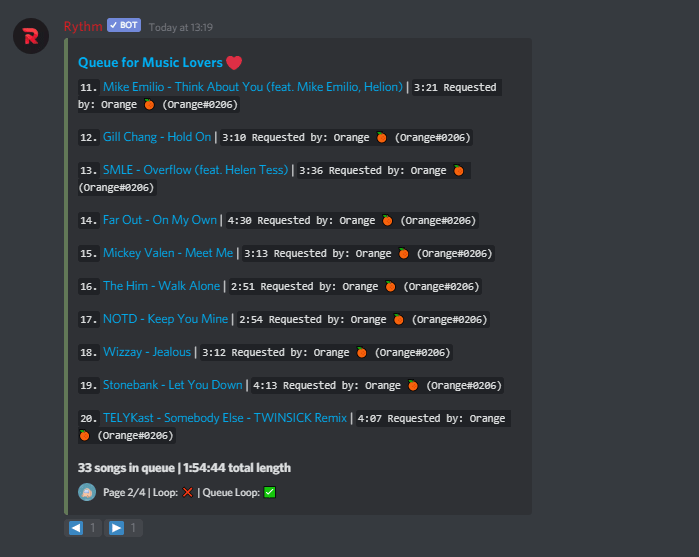 Rythm ✓ BOT Today at 13:19
Queue for Music Lovers ❤️
11. Mike Emilio - Think About You (feat. Mike Emilio, Helion) | 3:21 Requested
by: Orange 🍊 (Orange#0206)
12. Gill Chang - Hold On | 3:10 Requested by: Orange 🍊 (Orange#0206)
13. SMLE - Overflow (feat. Helen Tess) | 3:36 Requested by: Orange 🍊
(Orange#0206)
14. Far Out - On My Own | 4:30 Requested by: Orange 🍊 (Orange#0206)
15. Mickey Valen - Meet Me | 3:13 Requested by: Orange 🍊 (Orange#0206)
16. The Him - Walk Alone | 2:51 Requested by: Orange 🍊 (Orange#0206)
17. NOTD - Keep You Mine | 2:54 Requested by: Orange 🍊 (Orange#0206)
18. Wizzay - Jealous | 3:12 Requested by: Orange 🍊 (Orange#0206)
19. Stonebank - Let You Down | 4:13 Requested by: Orange 🍊 (Orange#0206)
20. TELYKast - Somebody Else - TWINSICK Remix | 4:07 Requested by: Orange
🍊 (Orange#0206)
33 songs in queue | 1:54:44 total length
Page 2/4 | Loop: ❌ | Queue Loop: ✅
◀ 1 ▶ 1